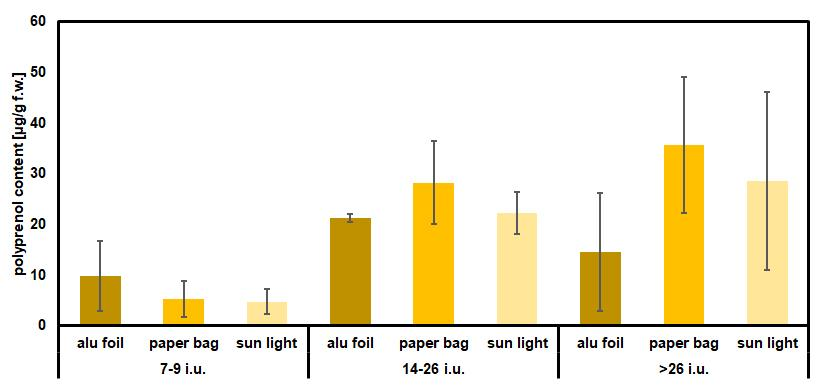 polyprenol content [µg/g f.w.]
60
50
40
30
20
10
0
alu foil paper bag sun light alu foil paper bag sun light alu foil paper bag sun light
7-9 i.u. 14-26 i.u. >26 i.u.